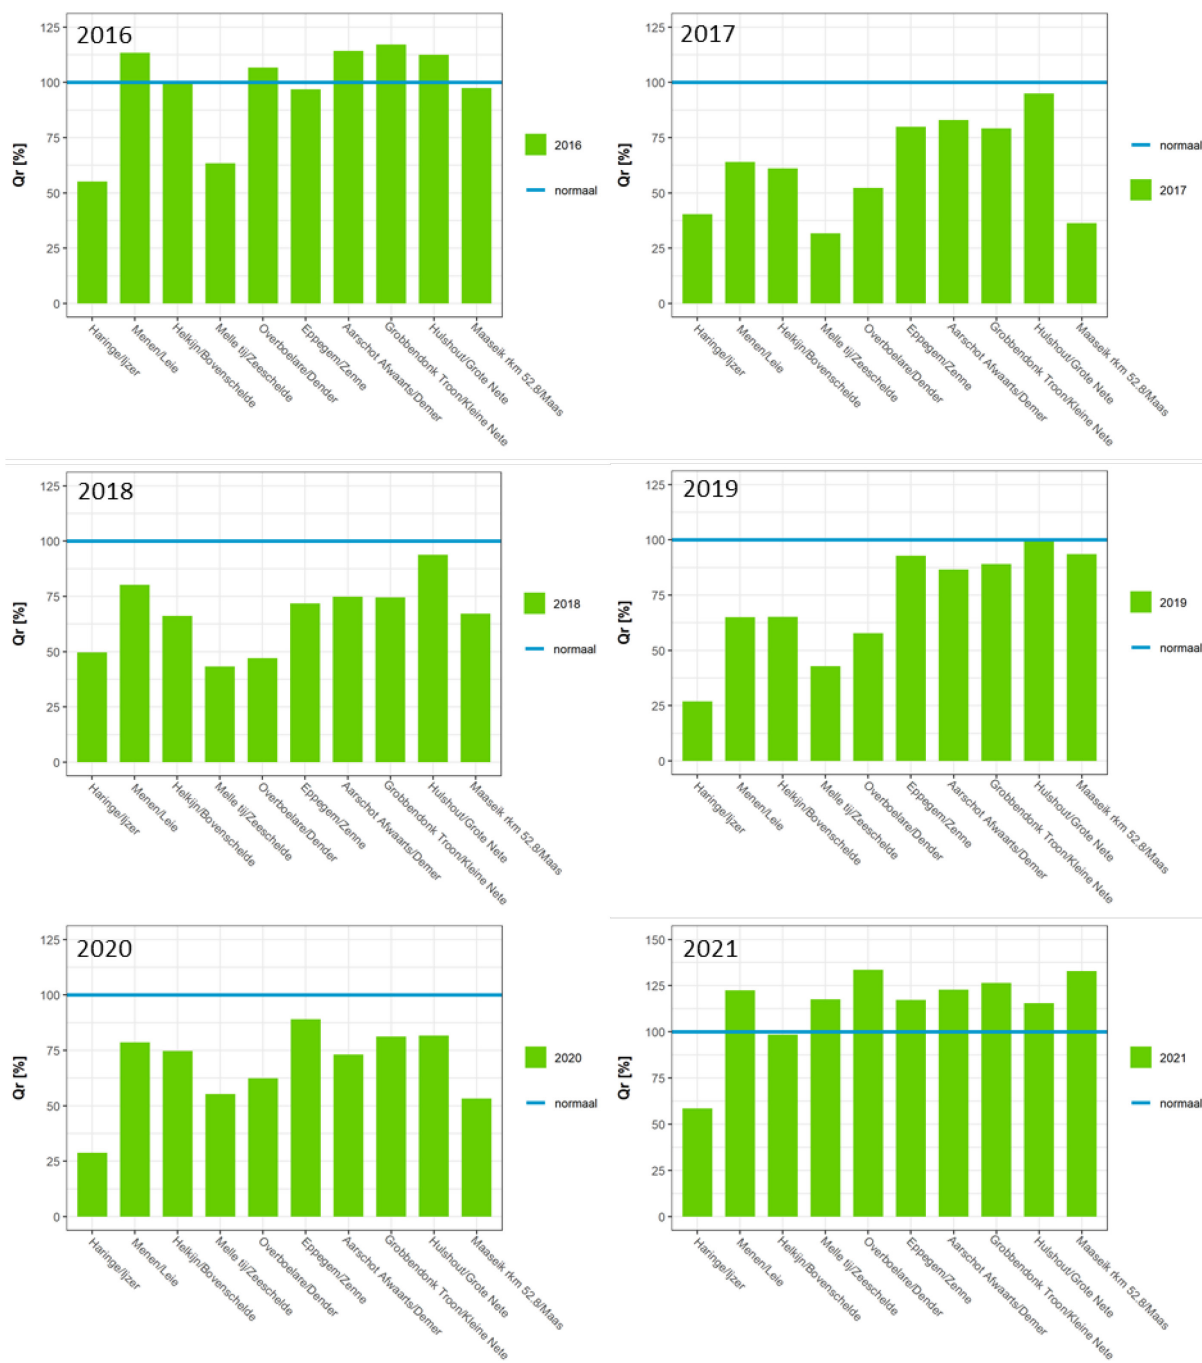 2016
125
100
75
50
25
0
Qr [%]
2016
normaal
Haringe/Ijzer
Menen/Leie
Helkijn/Bovenschelde
Melle tij/Zeeschelde
Overboelare/Dender
Eppegem/Zenne
Aarschot Afwaarts/Demer
Grobbendonk Troon/Kleine Nete
Hulshout/Grote Nete
Maaseik rkm 52.8/Maas
2017
125
100
75
50
25
0
Qr [%]
normaal
2017
Haringe/Ijzer
Menen/Leie
Helkijn/Bovenschelde
Melle tij/Zeeschelde
Overboelare/Dender
Eppegem/Zenne
Aarschot Afwaarts/Demer
Grobbendonk Troon/Kleine Nete
Hulshout/Grote Nete
Maaseik rkm 52.8/Maas
2018
125
100
75
50
25
0
Qr [%]
2018
normaal
Haringe/Ijzer
Menen/Leie
Helkijn/Bovenschelde
Melle tij/Zeeschelde
Overboelare/Dender
Eppegem/Zenne
Aarschot Afwaarts/Demer
Grobbendonk Troon/Kleine Nete
Hulshout/Grote Nete
Maaseik rkm 52.8/Maas
2019
125
100
75
50
25
0
Qr [%]
2019
normaal
Haringe/Ijzer
Menen/Leie
Helkijn/Bovenschelde
Melle tij/Zeeschelde
Overboelare/Dender
Eppegem/Zenne
Aarschot Afwaarts/Demer
Grobbendonk Troon/Kleine Nete
Hulshout/Grote Nete
Maaseik rkm 52.8/Maas
2020
125
100
75
50
25
0
Qr [%]
2020
normaal
Haringe/Ijzer
Menen/Leie
Helkijn/Bovenschelde
Melle tij/Zeeschelde
Overboelare/Dender
Eppegem/Zenne
Aarschot Afwaarts/Demer
Grobbendonk Troon/Kleine Nete
Hulshout/Grote Nete
Maaseik rkm 52.8/Maas
2021
150
125
100
75
50
25
0
Qr [%]
2021
normaal
Haringe/Ijzer
Menen/Leie
Helkijn/Bovenschelde
Melle tij/Zeeschelde
Overboelare/Dender
Eppegem/Zenne
Aarschot Afwaarts/Demer
Grobbendonk Troon/Kleine Nete
Hulshout/Grote Nete
Maaseik rkm 52.8/Maas